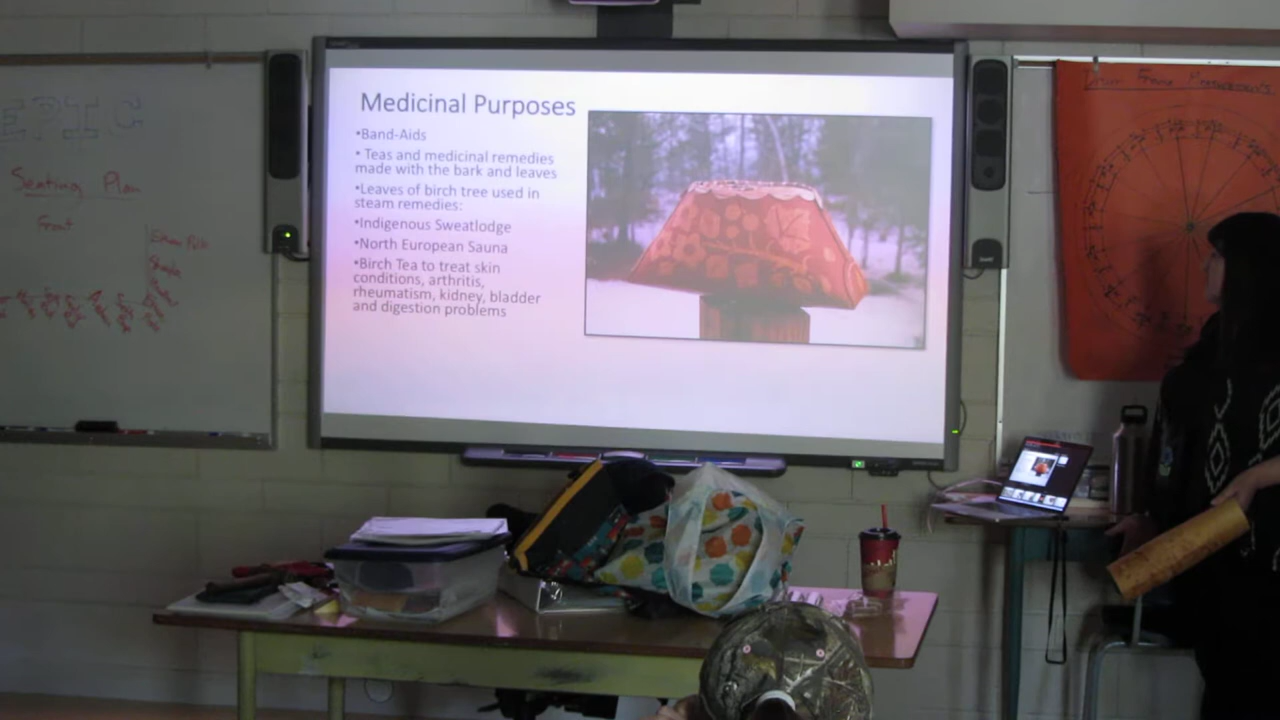 EPIC
Seating Plan
Front
Medicinal Purposes
•Band-Aids
• Teas and medicinal remedies
made with the bark and leaves
•Leaves of birch tree used in
steam remedies:
•Indigenous Sweatlodge
•North European Sauna
•Birch Tea to treat skin
conditions, arthritis,
rheumatism, kidney, bladder
and digestion problems